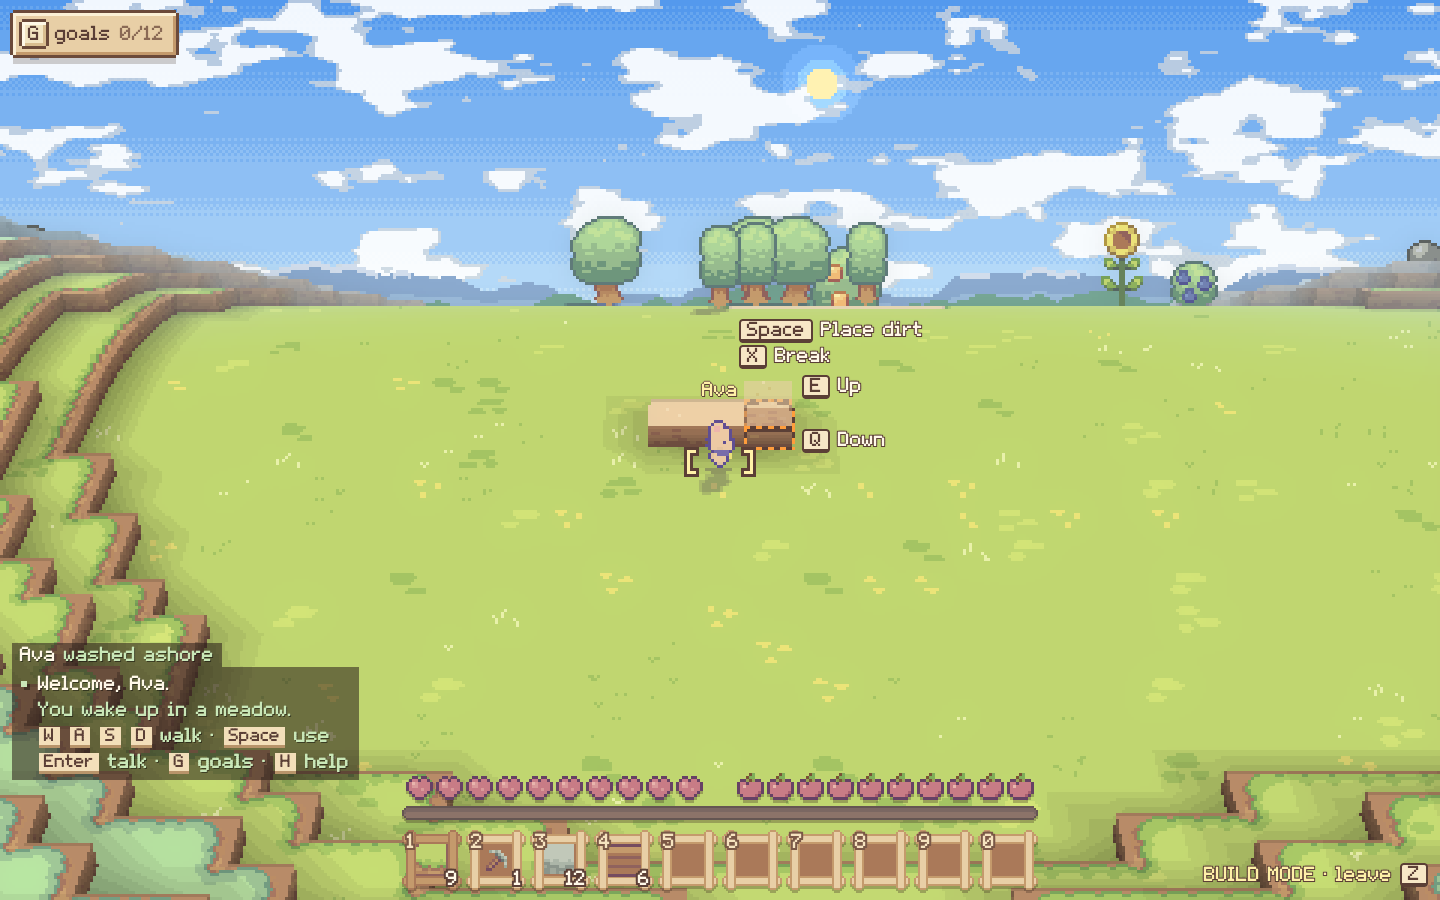 G goals 0/12
Space Place dirt
X Break
Ava
E Up
Q Down
Ava washed ashore
Welcome, Ava.
You wake up in a meadow.
W A S D walk · Space use
Enter talk · G goals · H help
1 2 3 4 5 6 7 8 9 0
9 1 12 6
BUILD MODE · leave Z